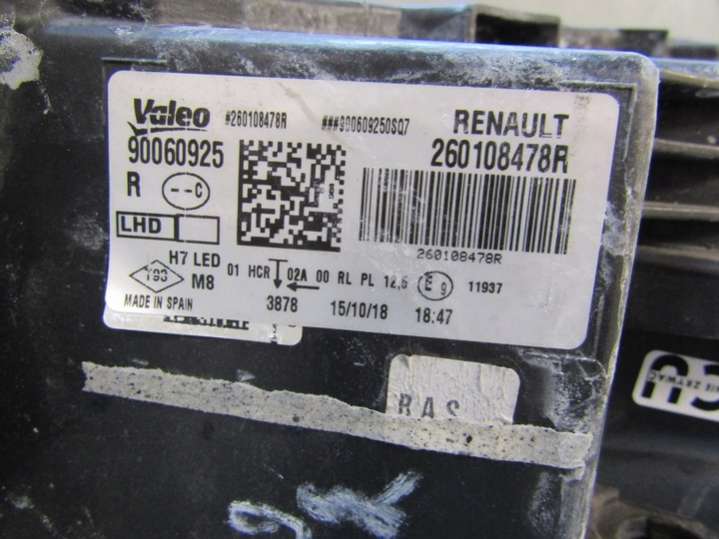 Valeo #260108478R ###900609250SQ7 RENAULT
90060925 260108478R
R --C
LHD
260108478R
H7 LED 01 HCR 02A 00 RL PL 12,5 E9 11937
M8
MADE IN SPAIN 3878 15/10/18 18:47
BAS